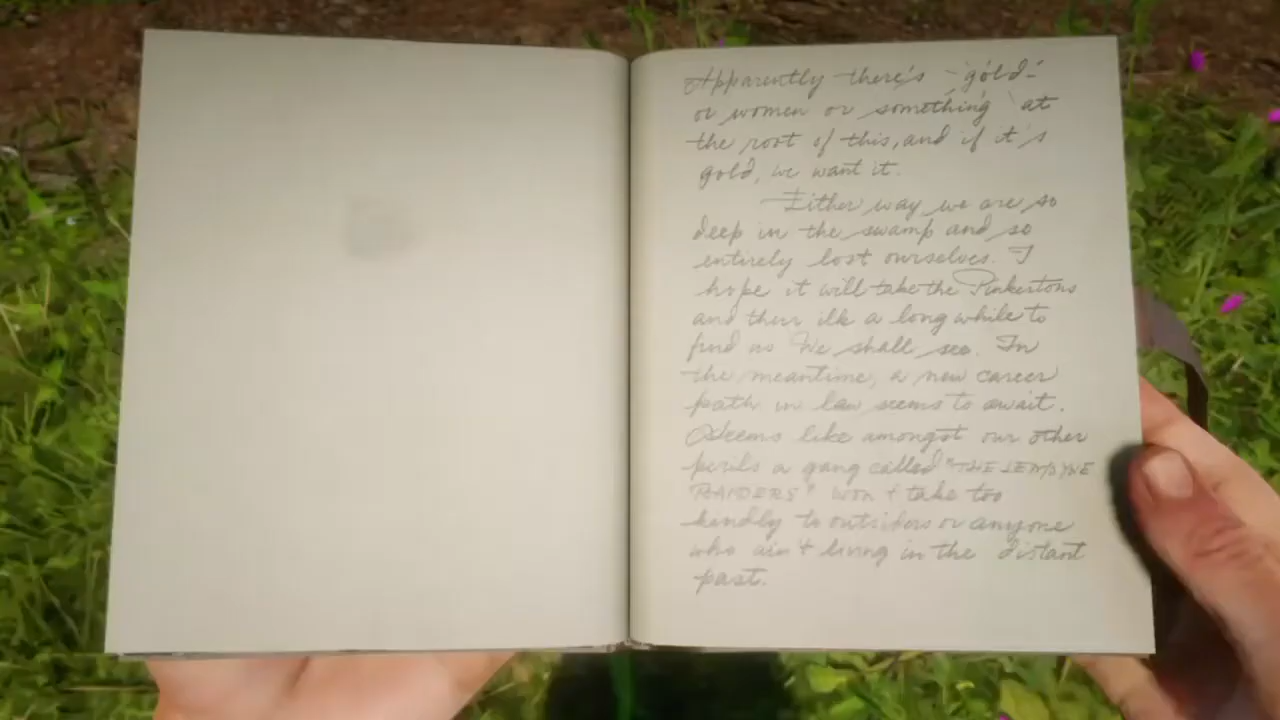 Apparently there's -gold-
or women or something at
the root of this, and if it's
gold, we want it.
Either way we are so
deep in the swamp and so
entirely lost ourselves. I
hope it will take the Pinkertons
and their ilk a long while to
find us We shall see. In
the meantime, a new career
path in law seems to await.
Seems like amongst our other
perils a gang called "THE LEMOYNE
RAIDERS" won't take too
kindly to outsiders or anyone
who ain't living in the distant
past.